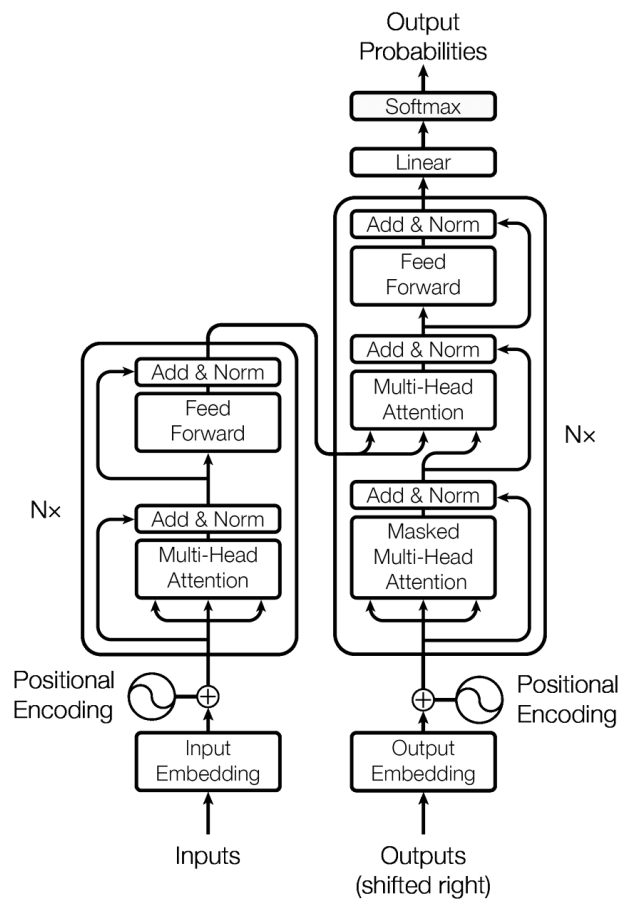 Output
Probabilities
Softmax
Linear
Add & Norm
Feed
Forward
Add & Norm
Multi-Head
Attention
N×
Add & Norm
Masked
Multi-Head
Attention
Add & Norm
Feed
Forward
N×
Add & Norm
Multi-Head
Attention
Positional
Encoding
Positional
Encoding
Input
Embedding
Output
Embedding
Inputs
Outputs
(shifted right)